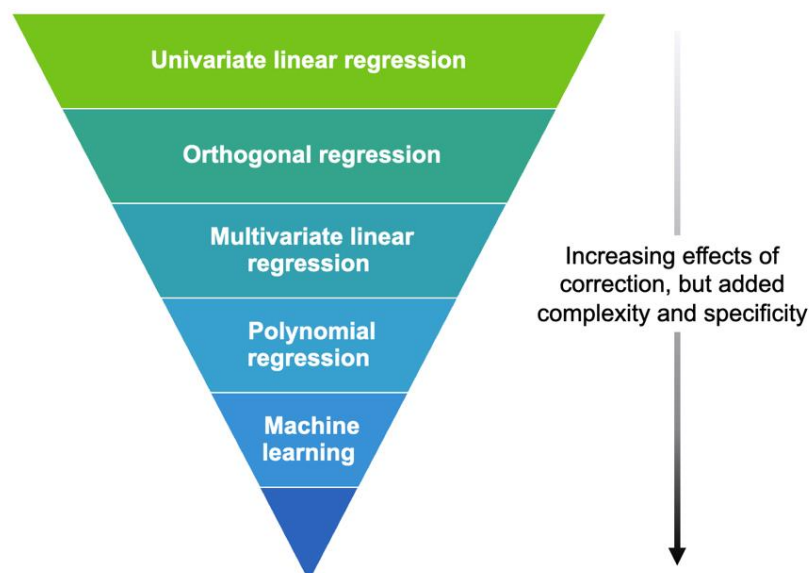 Univariate linear regression
Orthogonal regression
Multivariate linear
regression
Polynomial
regression
Machine
learning
Increasing effects of
correction, but added
complexity and specificity